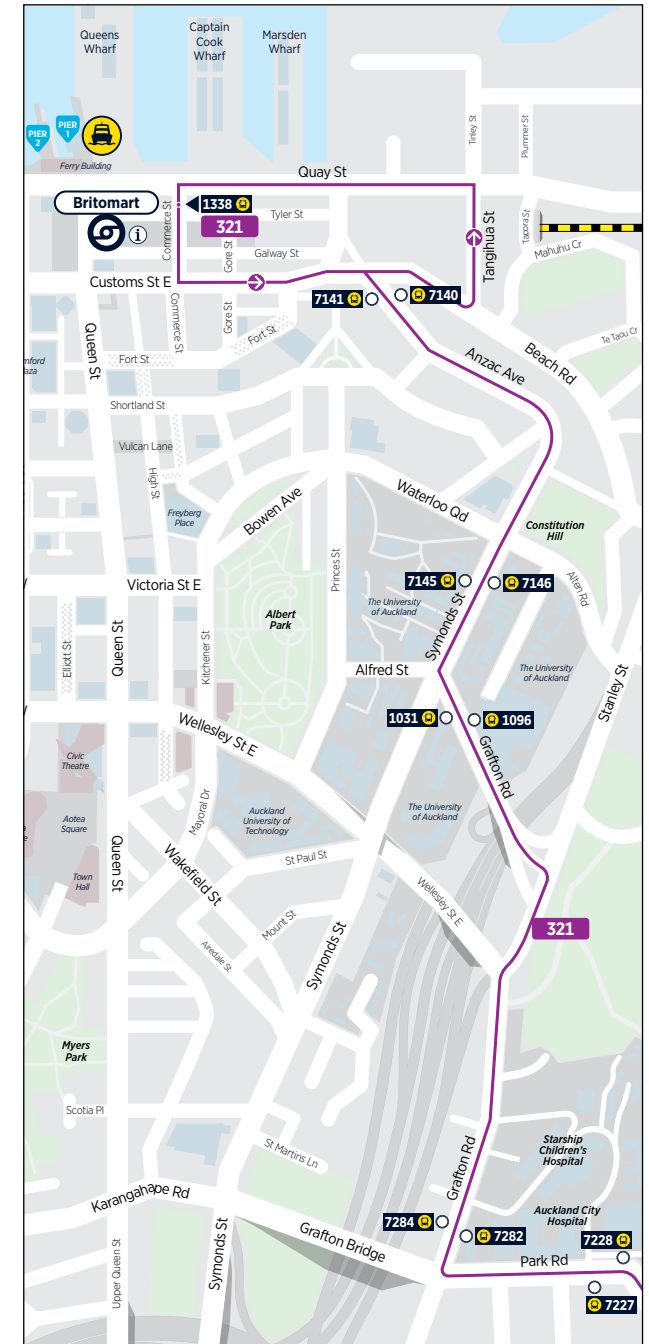 Queens
Wharf
Captain
Cook
Wharf
Marsden
Wharf
PIER
1
PIER
2
Ferry Building
Tinley St
Plummer St
Quay St
Britomart
i
Commerce St
1338
321
Tyler St
Gore St
Galway St
Tangihua St
Tapora St
Mahuhu Cr
Customs St E
7141
7140
Commerce St
Gore St
Fort St
Queen St
Fort St
Anzac Ave
Beach Rd
Te Taou Cr
Shortland St
Vulcan Lane
High St
Freyberg
Place
Bowen Ave
Waterloo Qd
Constitution
Hill
Princes St
Alten Rd
Victoria St E
7145
7146
The University
of Auckland
Albert
Park
Symonds St
Elliott St
Queen St
Kitchener St
Alfred St
The University
of Auckland
Stanley St
1031
1096
Wellesley St E
Grafton Rd
Civic
Theatre
Aotea
Square
Mayoral Dr
Auckland
University of
Technology
The University
of Auckland
Queen St
Town
Hall
Wakefield St
St Paul St
Wellesley St E
Mount St
321
Airedale St
Symonds St
Myers
Park
Scotia Pl
St Martins Ln
Grafton Rd
Starship
Children's
Hospital
Karangahape Rd
Auckland City
Hospital
7284
7282
7228
Grafton Bridge
Park Rd
Upper Queen St
Symonds St
7227